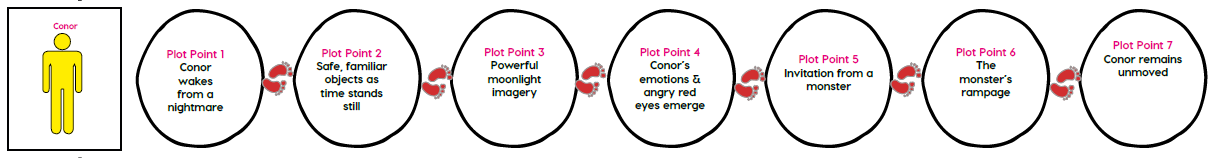 Conor
Plot Point 1
Conor
wakes
from a
nightmare
Plot Point 2
Safe, familiar
objects as
time stands
still
Plot Point 3
Powerful
moonlight
imagery
Plot Point 4
Conor's
emotions &
angry red
eyes emerge
Plot Point 5
Invitation from a
monster
Plot Point 6
The
monster's
rampage
Plot Point 7
Conor remains
unmoved